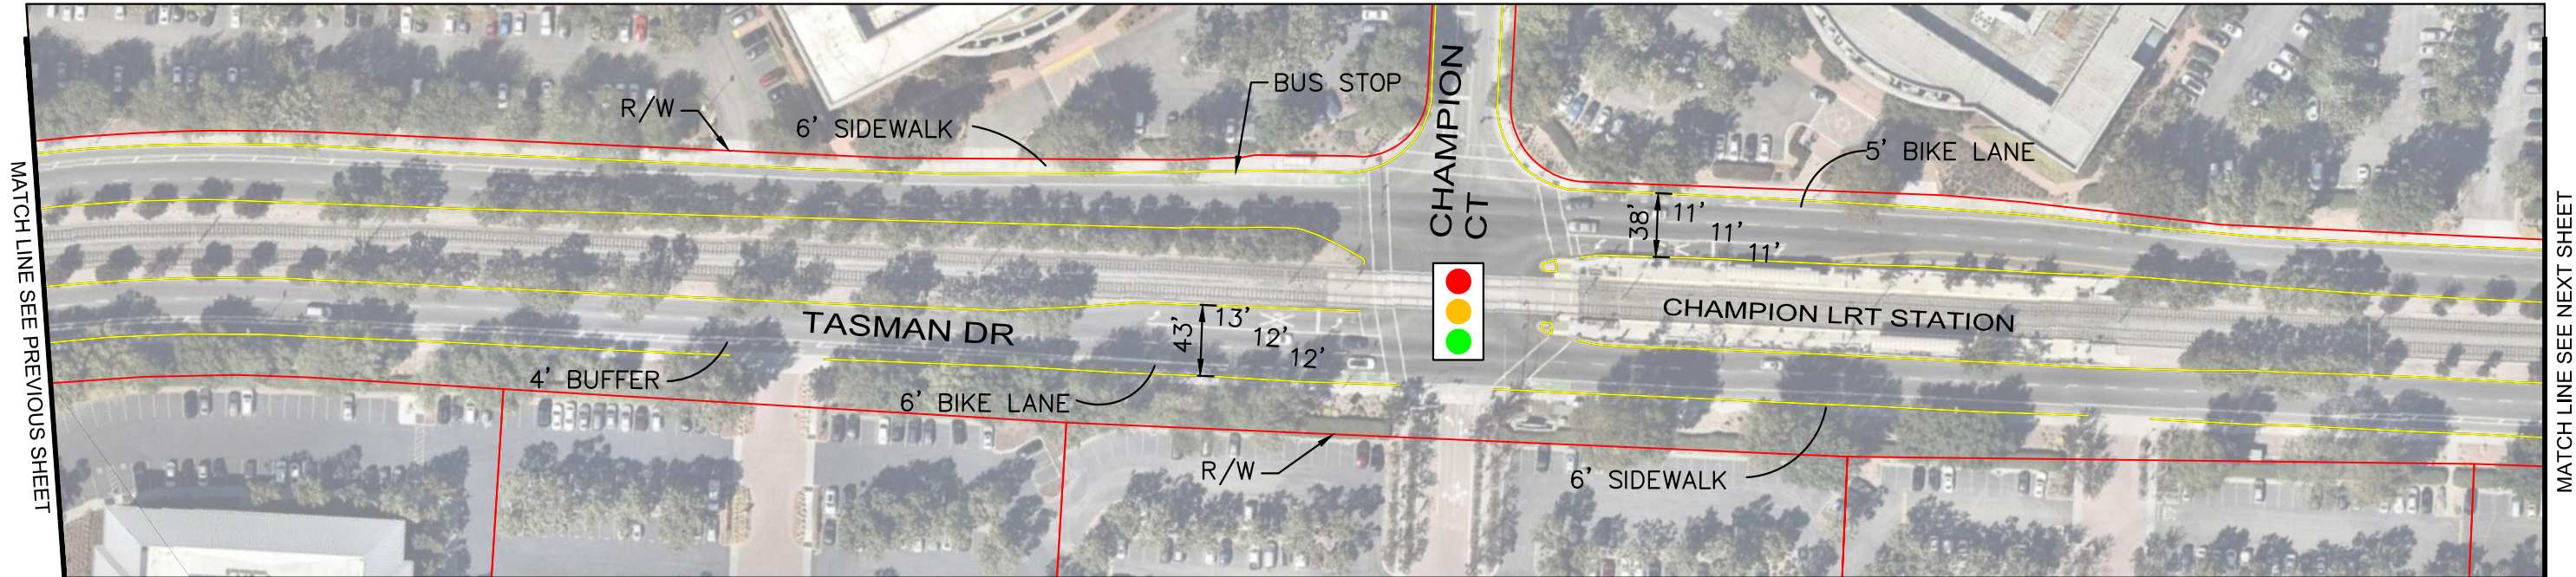 MATCH LINE SEE PREVIOUS SHEET
R/W
6' SIDEWALK
BUS STOP
CHAMPION
CT
5' BIKE LANE
38'
11'
11'
11'
TASMAN DR
43'
13'
12'
12'
CHAMPION LRT STATION
4' BUFFER
6' BIKE LANE
R/W
6' SIDEWALK
MATCH LINE SEE NEXT SHEET